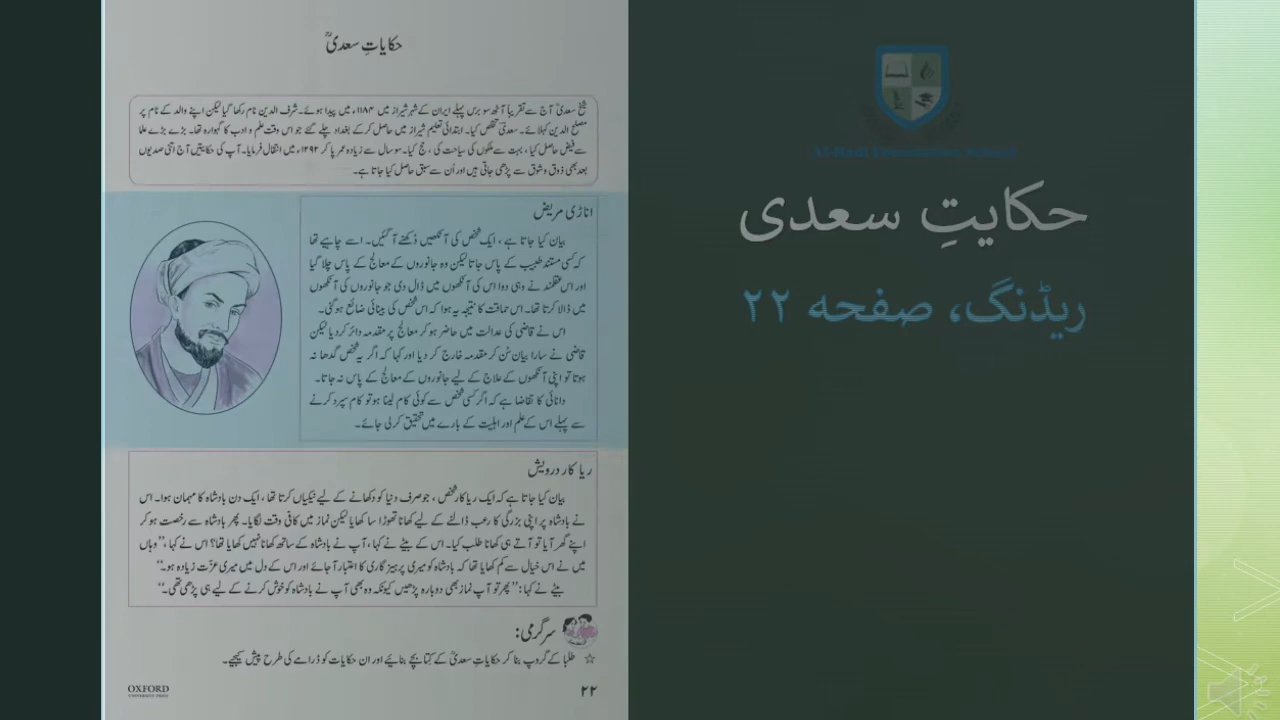 حکایاتِ سعدیؒ
شیخ سعدیؒ آج سے تقریباً آٹھ سو برس پہلے ایران کے شہر شیراز میں ۱۱۸۴ء میں پیدا ہوئے۔ شرف الدین نام رکھا گیا لیکن اپنے والد کے نام پر
مصلح الدین کہلائے۔ سعدیؔ تخلص کیا۔ ابتدائی تعلیم شیراز میں حاصل کرکے بغداد چلے گئے جو اس وقت علم و ادب کا گہوارہ تھا۔ بڑے بڑے علما
سے فیض حاصل کیا، بہت سے ملکوں کی سیاحت کی، حج کیا۔ سو سال سے زیادہ عمر پا کر ۱۲۹۲ء میں انتقال فرمایا۔ آپ کی حکایتیں آج اتنی صدیوں
بعد بھی ذوق و شوق سے پڑھی جاتی ہیں اور اُن سے سبق حاصل کیا جاتا ہے۔
اناڑی مریض
بیان کیا جاتا ہے، ایک شخص کی آنکھیں دُکھنے آگئیں۔ اسے چاہیے تھا
کہ کسی مستند طبیب کے پاس جاتا لیکن وہ جانوروں کے معالج کے پاس چلا گیا
اور اس عقلمند نے وہی دوا اس کی آنکھوں میں ڈال دی جو جانوروں کی آنکھوں
میں ڈالا کرتا تھا۔ اس حماقت کا نتیجہ یہ ہوا کہ اس شخص کی بینائی ضائع ہوگئی۔
اس نے قاضی کی عدالت میں حاضر ہو کر معالج پر مقدمہ دائر کردیا لیکن
قاضی نے سارا بیان سُن کر مقدمہ خارج کر دیا اور کہا کہ اگر یہ شخص گدھا نہ
ہوتا تو اپنی آنکھوں کے علاج کے لیے جانوروں کے معالج کے پاس نہ جاتا۔
دانائی کا تقاضا ہے کہ اگر کسی شخص سے کوئی کام لینا ہو تو کام سپرد کرنے
سے پہلے اس کے علم اور اہلیت کے بارے میں تحقیق کرلی جائے۔
ریا کار درویش
بیان کیا جاتا ہے کہ ایک ریا کار شخص، جو صرف دنیا کو دکھانے کے لیے نیکیاں کرتا تھا، ایک دن بادشاہ کا مہمان ہوا۔ اس
نے بادشاہ پر اپنی بزرگی کا رعب ڈالنے کے لیے کھانا تھوڑا سا کھایا لیکن نماز میں کافی وقت لگایا۔ پھر بادشاہ سے رخصت ہو کر
اپنے گھر آیا تو آتے ہی کھانا طلب کیا۔ اس کے بیٹے نے کہا، آپ نے بادشاہ کے ساتھ کھانا نہیں کھایا تھا؟ اس نے کہا، ”وہاں
میں نے اس خیال سے کم کھایا تھا کہ بادشاہ کو میری پرہیز گاری کا اعتبار آ جائے اور اس کے دل میں میری عزّت زیادہ ہو۔“
بیٹے نے کہا: ”پھر تو آپ نماز بھی دوبارہ پڑھیں کیونکہ وہ بھی آپ نے بادشاہ کو خوش کرنے کے لیے ہی پڑھی تھی۔“
سرگرمی:
☆ طلبا کے گروپ بنا کر حکایاتِ سعدیؒ کے کتابچے بنائیے اور ان حکایات کو ڈرامے کی طرح پیش کیجیے۔
OXFORD
UNIVERSITY PRESS
۲۲
Al-Hadi Foundation School
حکایتِ سعدی
ریڈنگ، صفحہ ۲۲